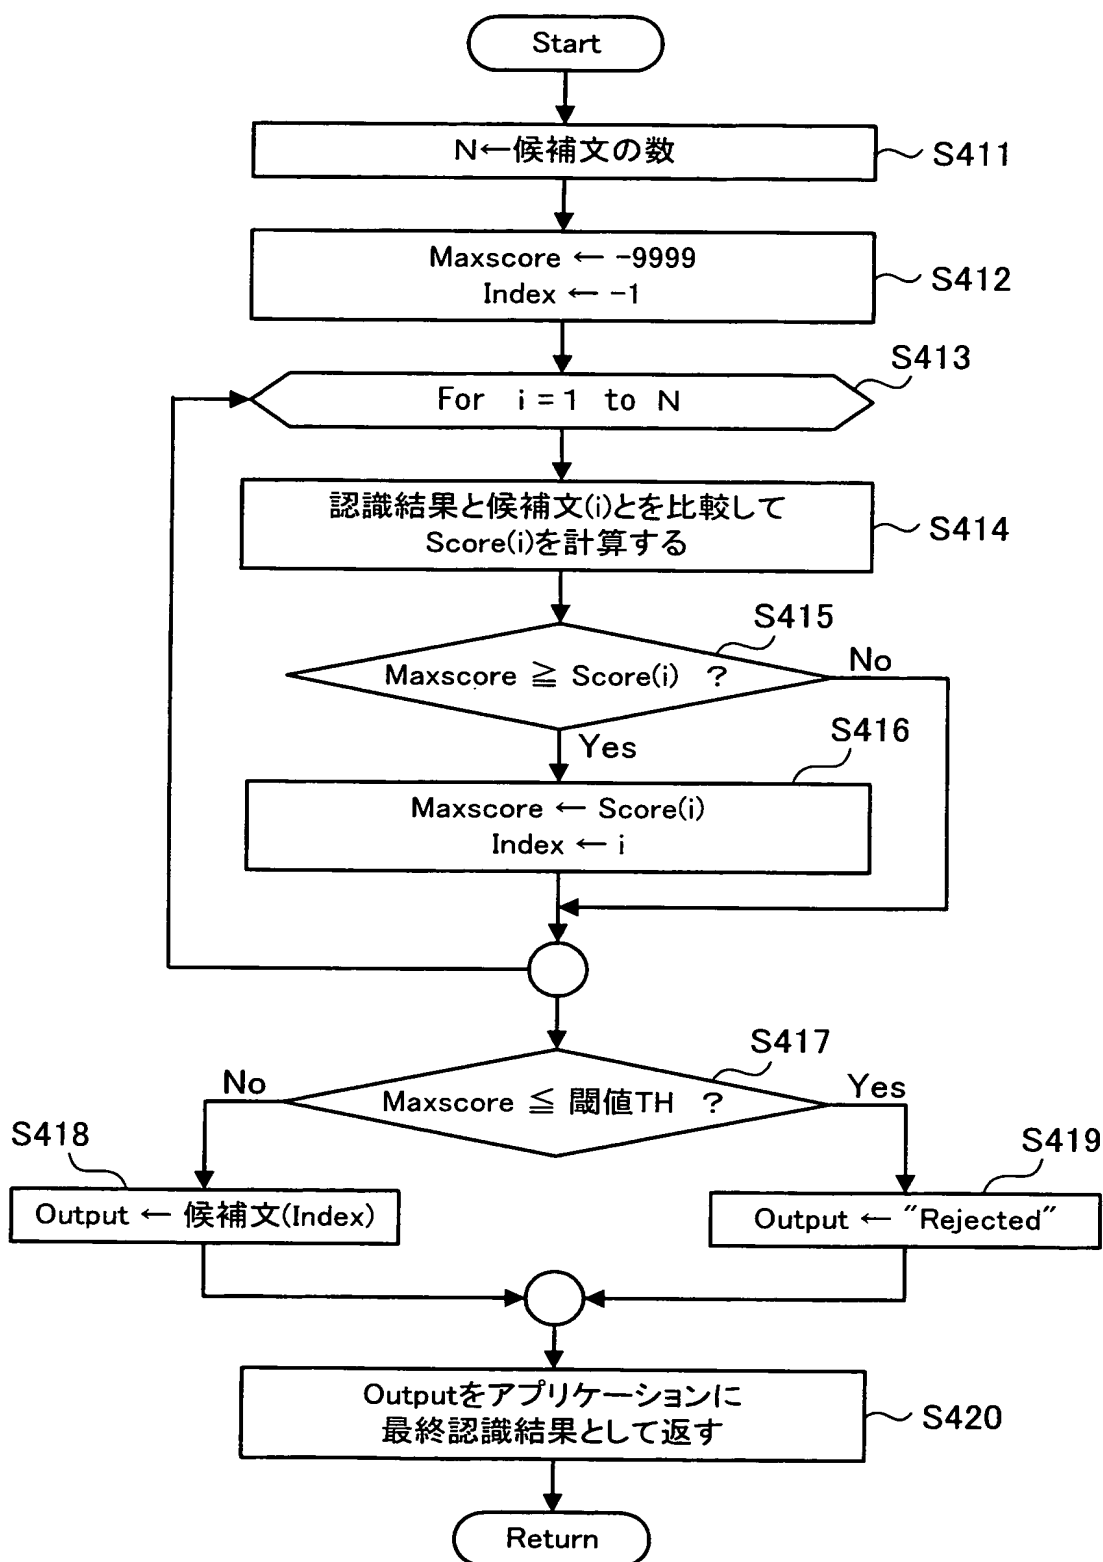 Start
N←候補文の数
S411
Maxscore ← -9999
Index ← -1
S412
S413
For i = 1 to N
認識結果と候補文(i)とを比較して
Score(i)を計算する
S414
S415
Maxscore ≧ Score(i) ?
No
Yes
S416
Maxscore ← Score(i)
Index ← i
S417
No
Maxscore ≦ 閾値TH ?
Yes
S418
Output ← 候補文(Index)
S419
Output ← "Rejected"
Outputをアプリケーションに
最終認識結果として返す
S420
Return